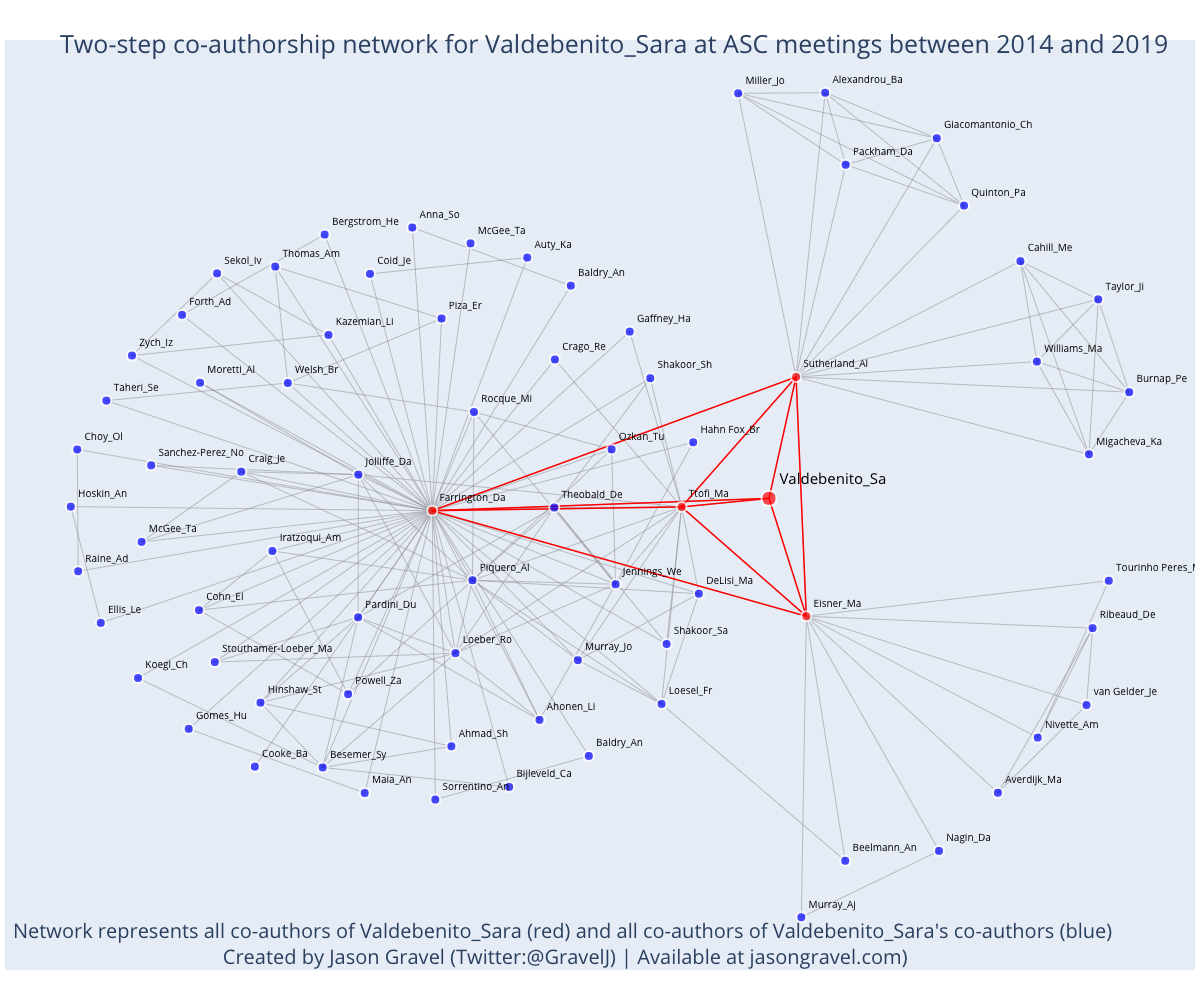 Two-step co-authorship network for Valdebenito_Sara at ASC meetings between 2014 and 2019
Miller_Jo
Alexandrou_Ba
Giacomantonio_Ch
Packham_Da
Quinton_Pa
Anna_So
Bergstrom_He
McGee_Ta
Auty_Ka
Thomas_Am
Sekol_Iv
Coid_Je
Baldry_An
Cahill_Me
Taylor_Ji
Forth_Ad
Piza_Er
Gaffney_Ha
Kazemian_Li
Zych_Iz
Crago_Re
Williams_Ma
Moretti_Al
Welsh_Br
Shakoor_Sh
Sutherland_Al
Burnap_Pe
Taheri_Se
Rocque_Mi
Choy_Ol
Ozkan_Tu
Hahn Fox_Br
Migacheva_Ka
Sanchez-Perez_No
Craig_Je
Jolliffe_Da
Valdebenito_Sa
Hoskin_An
Farrington_Da
Theobald_De
Ttofi_Ma
McGee_Ta
Iratzoqui_Am
Raine_Ad
Piquero_Al
Jennings_We
DeLisi_Ma
Tourinho Peres_M
Cohn_El
Ellis_Le
Pardini_Du
Eisner_Ma
Ribeaud_De
Stouthamer-Loeber_Ma
Loeber_Ro
Murray_Jo
Shakoor_Sa
Koegl_Ch
Powell_Za
Hinshaw_St
Ahonen_Li
Loesel_Fr
van Gelder_Je
Gomes_Hu
Ahmad_Sh
Nivette_Am
Cooke_Ba
Besemer_Sy
Baldry_An
Maia_An
Sorrentino_An
Bijleveld_Ca
Averdijk_Ma
Beelmann_An
Nagin_Da
Murray_Aj
Network represents all co-authors of Valdebenito_Sara (red) and all co-authors of Valdebenito_Sara's co-authors (blue)
Created by Jason Gravel (Twitter:@GravelJ) | Available at jasongravel.com)